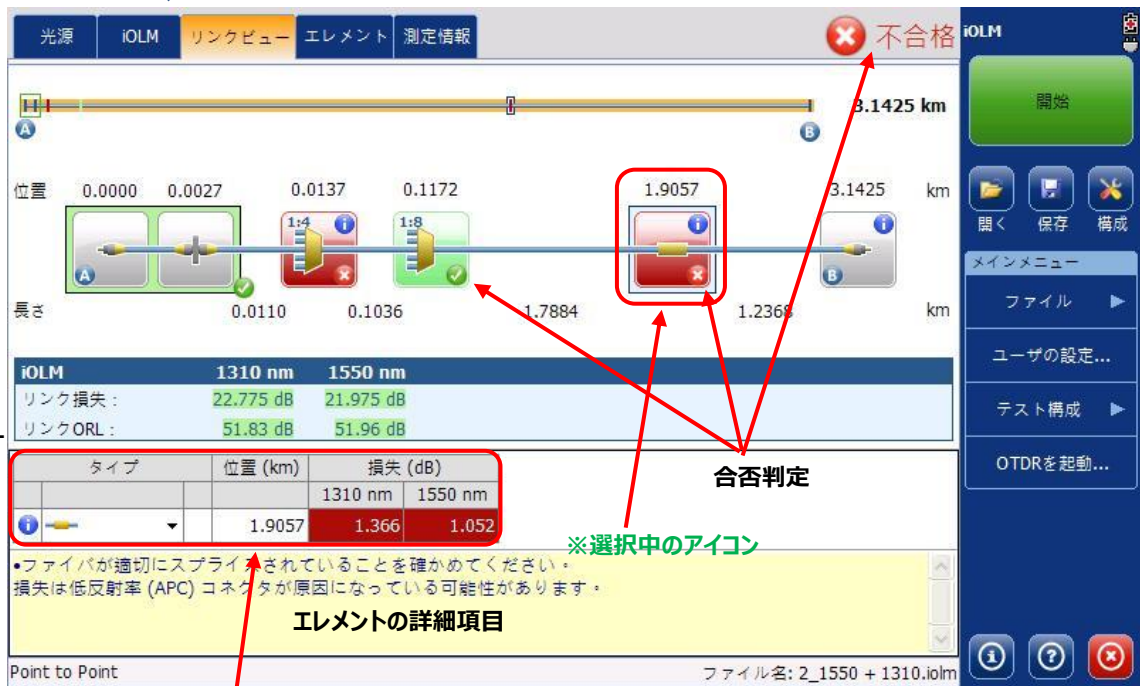 光源 iOLM リンクビュー エレメント 測定情報 不合格 iOLM
開始
3.1425 km
A B
位置 0.0000 0.0027 0.0137 0.1172 1.9057 3.1425 km
開く 保存 構成
1:4 1:8
メインメニュー
A B
ファイル
長さ 0.0110 0.1036 1.7884 1.2368 km
ユーザの設定...
iOLM 1310 nm 1550 nm
リンク損失 : 22.775 dB 21.975 dB
テスト構成
リンクORL : 51.83 dB 51.96 dB
OTDRを起動...
タイプ 位置 (km) 損失 (dB)
合否判定
1310 nm 1550 nm
1.9057 1.366 1.052
※選択中のアイコン
•ファイバが適切にスプライスされていることを確かめてください。
損失は低反射率 (APC) コネクタが原因になっている可能性があります。
エレメントの詳細項目
Point to Point ファイル名: 2_1550 + 1310.iolm